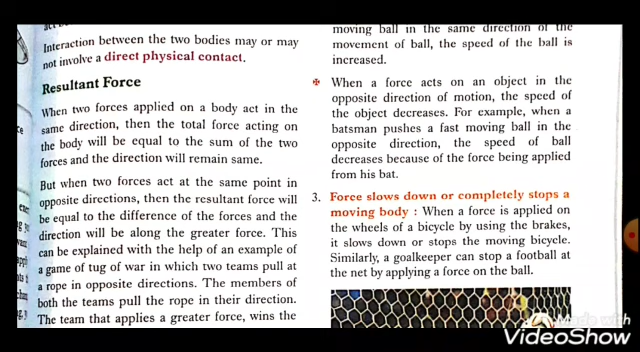 Interaction between the two bodies may or may
not involve a direct physical contact.
Resultant Force
When two forces applied on a body act in the
same direction, then the total force acting on
the body will be equal to the sum of the two
forces and the direction will remain same.
But when two forces act at the same point in
opposite directions, then the resultant force will
be equal to the difference of the forces and the
direction will be along the greater force. This
can be explained with the help of an example of
a game of tug of war in which two teams pull at
a rope in opposite directions. The members of
both the teams pull the rope in their direction.
The team that applies a greater force, wins the
moving ball in the same direction of the
movement of ball, the speed of the ball is
increased.
When a force acts on an object in the
opposite direction of motion, the speed of
the object decreases. For example, when a
batsman pushes a fast moving ball in the
opposite direction, the speed of ball
decreases because of the force being applied
from his bat.
3. Force slows down or completely stops a
moving body : When a force is applied on
the wheels of a bicycle by using the brakes,
it slows down or stops the moving bicycle.
Similarly, a goalkeeper can stop a football at
the net by applying a force on the ball.
Made with
VideoShow